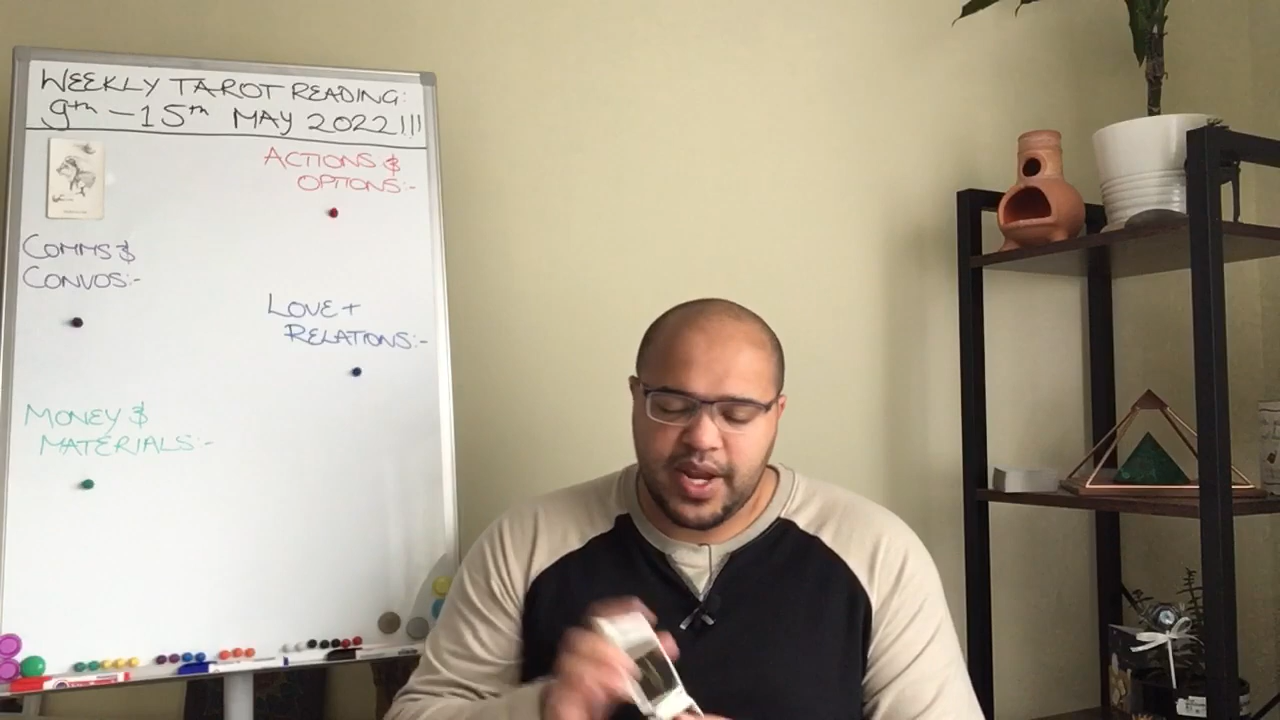 WEEKLY TAROT READING:
9th - 15th MAY 2022!!!
ACTIONS &
OPTIONS:-
COMMS &
CONVOS:-
LOVE +
RELATIONS:-
MONEY &
MATERIALS:-